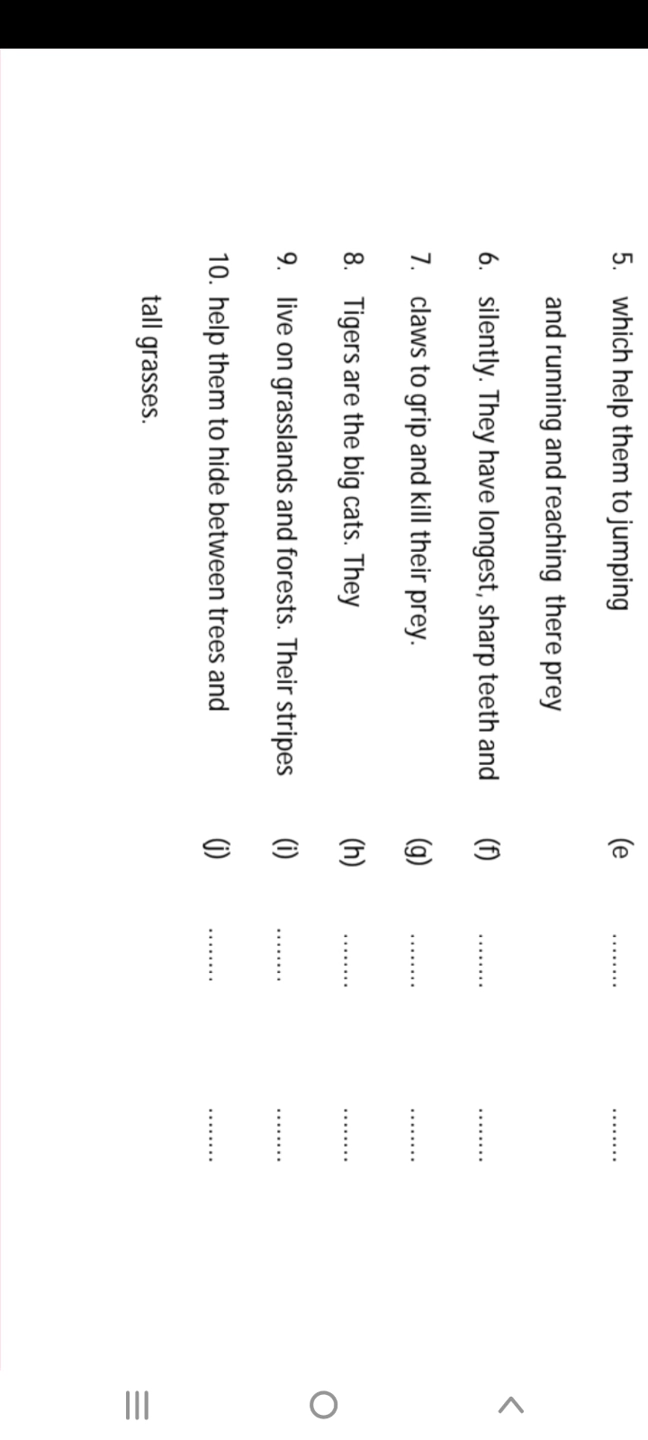 5. which help them to jumping (e ........ ........
and running and reaching there prey
6. silently. They have longest, sharp teeth and (f) ........ ........
7. claws to grip and kill their prey. (g) ........ ........
8. Tigers are the big cats. They (h) ........ ........
9. live on grasslands and forests. Their stripes (i) ........ ........
10. help them to hide between trees and (j) ........ ........
tall grasses.